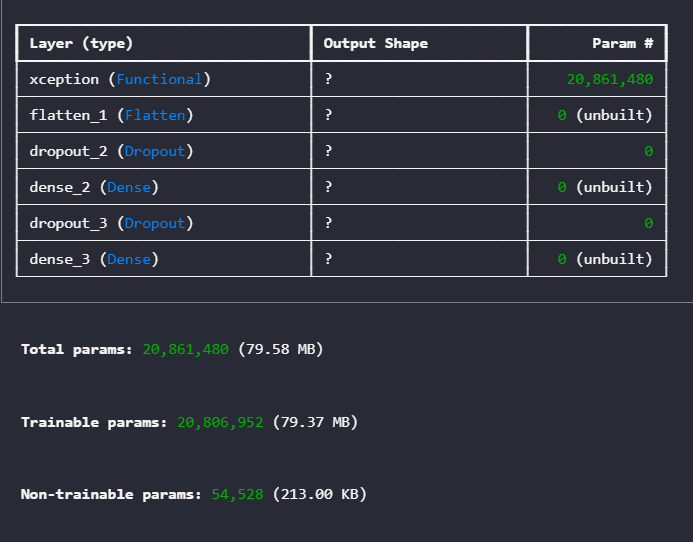 Layer (type) Output Shape Param #
xception (Functional) ? 20,861,480
flatten_1 (Flatten) ? 0 (unbuilt)
dropout_2 (Dropout) ? 0
dense_2 (Dense) ? 0 (unbuilt)
dropout_3 (Dropout) ? 0
dense_3 (Dense) ? 0 (unbuilt)
Total params: 20,861,480 (79.58 MB)
Trainable params: 20,806,952 (79.37 MB)
Non-trainable params: 54,528 (213.00 KB)